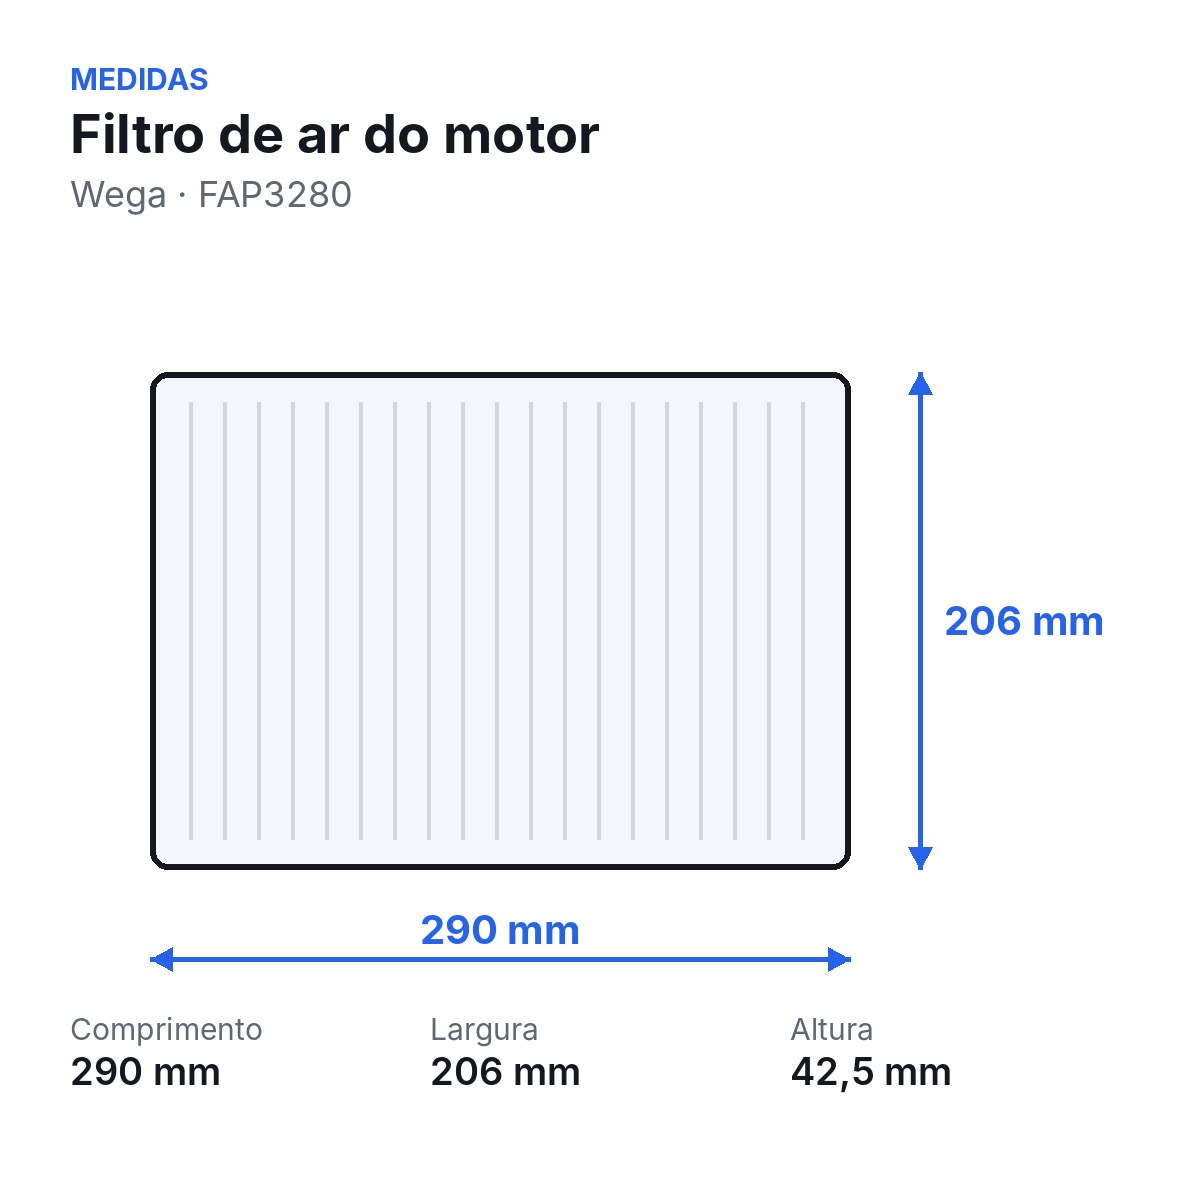 MEDIDAS
Filtro de ar do motor
Wega · FAP3280
206 mm
290 mm
Comprimento Largura Altura
290 mm 206 mm 42,5 mm